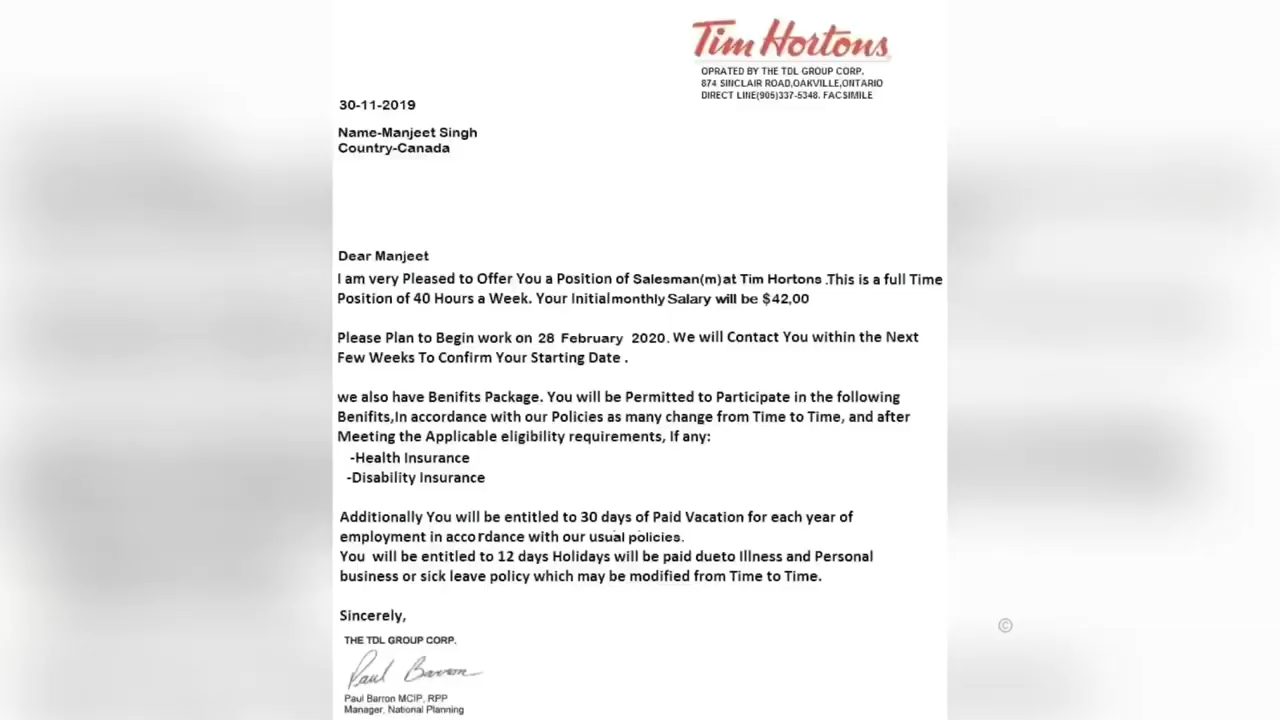 Tim Hortons
OPRATED BY THE TDL GROUP CORP.
874 SINCLAIR ROAD,OAKVILLE,ONTARIO
DIRECT LINE(905)337-5348. FACSIMILE
30-11-2019
Name-Manjeet Singh
Country-Canada
Dear Manjeet
I am very Pleased to Offer You a Position of Salesman(m)at Tim Hortons .This is a full Time
Position of 40 Hours a Week. Your Initialmonthly Salary will be $42,00
Please Plan to Begin work on 28 February 2020. We will Contact You within the Next
Few Weeks To Confirm Your Starting Date .
we also have Benifits Package. You will be Permitted to Participate in the following
Benifits,In accordance with our Policies as many change from Time to Time, and after
Meeting the Applicable eligibility requirements, If any:
-Health Insurance
-Disability Insurance
Additionally You will be entitled to 30 days of Paid Vacation for each year of
employment in accordance with our usual policies.
You will be entitled to 12 days Holidays will be paid dueto Illness and Personal
business or sick leave policy which may be modified from Time to Time.
Sincerely,
THE TDL GROUP CORP.
Paul Barron
Paul Barron MCIP, RPP
Manager, National Planning
©